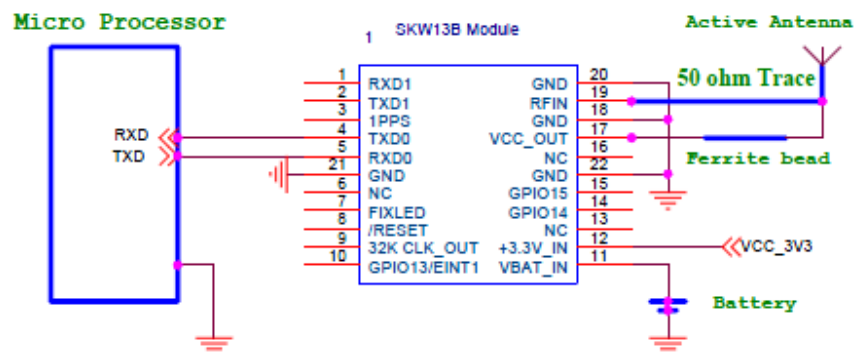 Micro Processor
1 SKW13B Module
Active Antenna
50 ohm Trace
Ferrite bead
RXD
TXD
1 RXD1
2 TXD1
3 1PPS
4 TXD0
5 RXD0
21 GND
6 NC
7 FIXLED
8 /RESET
9 32K CLK_OUT
10 GPIO13/EINT1
GND 20
RFIN 19
GND 18
VCC_OUT 17
NC 16
GND 22
GPIO15 15
GPIO14 14
NC 13
+3.3V_IN 12
VBAT_IN 11
VCC_3V3
Battery